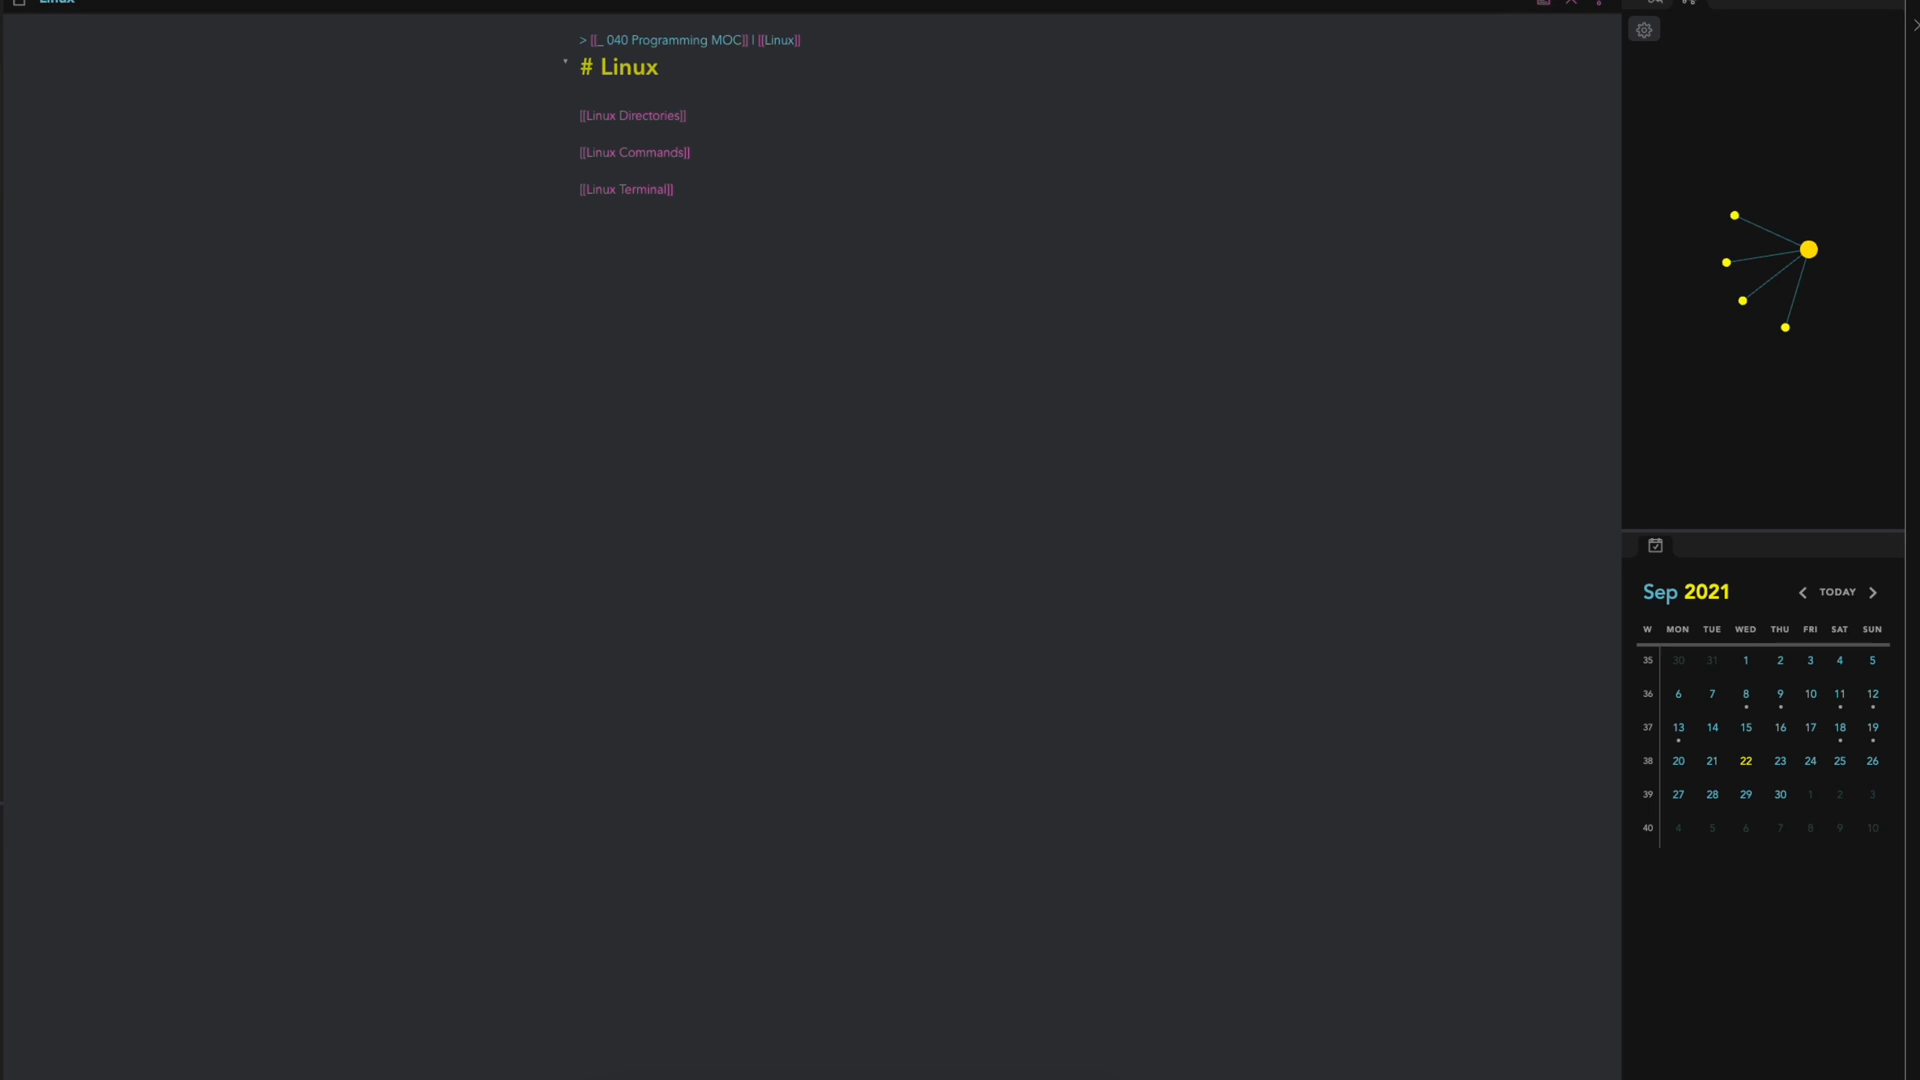 Linux
> [[_ 040 Programming MOC]] | [[Linux]]
# Linux
[[Linux Directories]]
[[Linux Commands]]
[[Linux Terminal]]
Sep 2021
TODAY
W MON TUE WED THU FRI SAT SUN
35 30 31 1 2 3 4 5
36 6 7 8 9 10 11 12
37 13 14 15 16 17 18 19
38 20 21 22 23 24 25 26
39 27 28 29 30 1 2 3
40 4 5 6 7 8 9 10